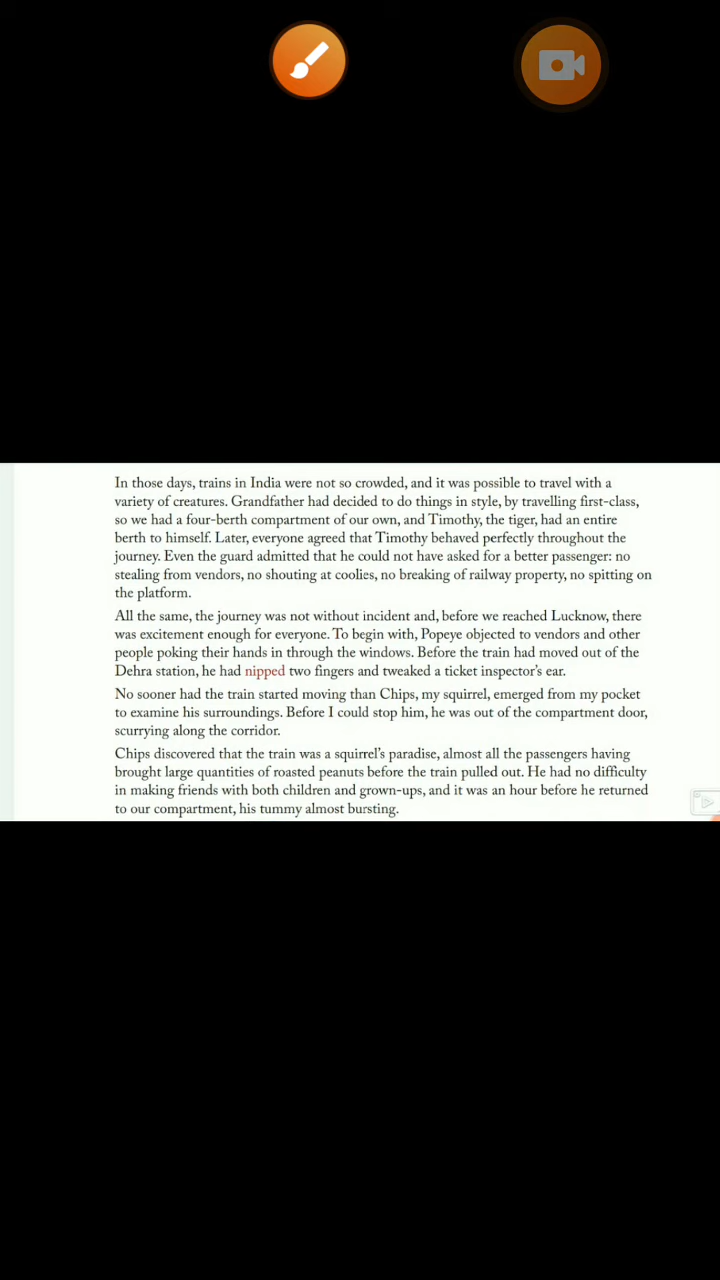 In those days, trains in India were not so crowded, and it was possible to travel with a
variety of creatures. Grandfather had decided to do things in style, by travelling first-class,
so we had a four-berth compartment of our own, and Timothy, the tiger, had an entire
berth to himself. Later, everyone agreed that Timothy behaved perfectly throughout the
journey. Even the guard admitted that he could not have asked for a better passenger: no
stealing from vendors, no shouting at coolies, no breaking of railway property, no spitting on
the platform.
All the same, the journey was not without incident and, before we reached Lucknow, there
was excitement enough for everyone. To begin with, Popeye objected to vendors and other
people poking their hands in through the windows. Before the train had moved out of the
Dehra station, he had nipped two fingers and tweaked a ticket inspector's ear.
No sooner had the train started moving than Chips, my squirrel, emerged from my pocket
to examine his surroundings. Before I could stop him, he was out of the compartment door,
scurrying along the corridor.
Chips discovered that the train was a squirrel's paradise, almost all the passengers having
brought large quantities of roasted peanuts before the train pulled out. He had no difficulty
in making friends with both children and grown-ups, and it was an hour before he returned
to our compartment, his tummy almost bursting.